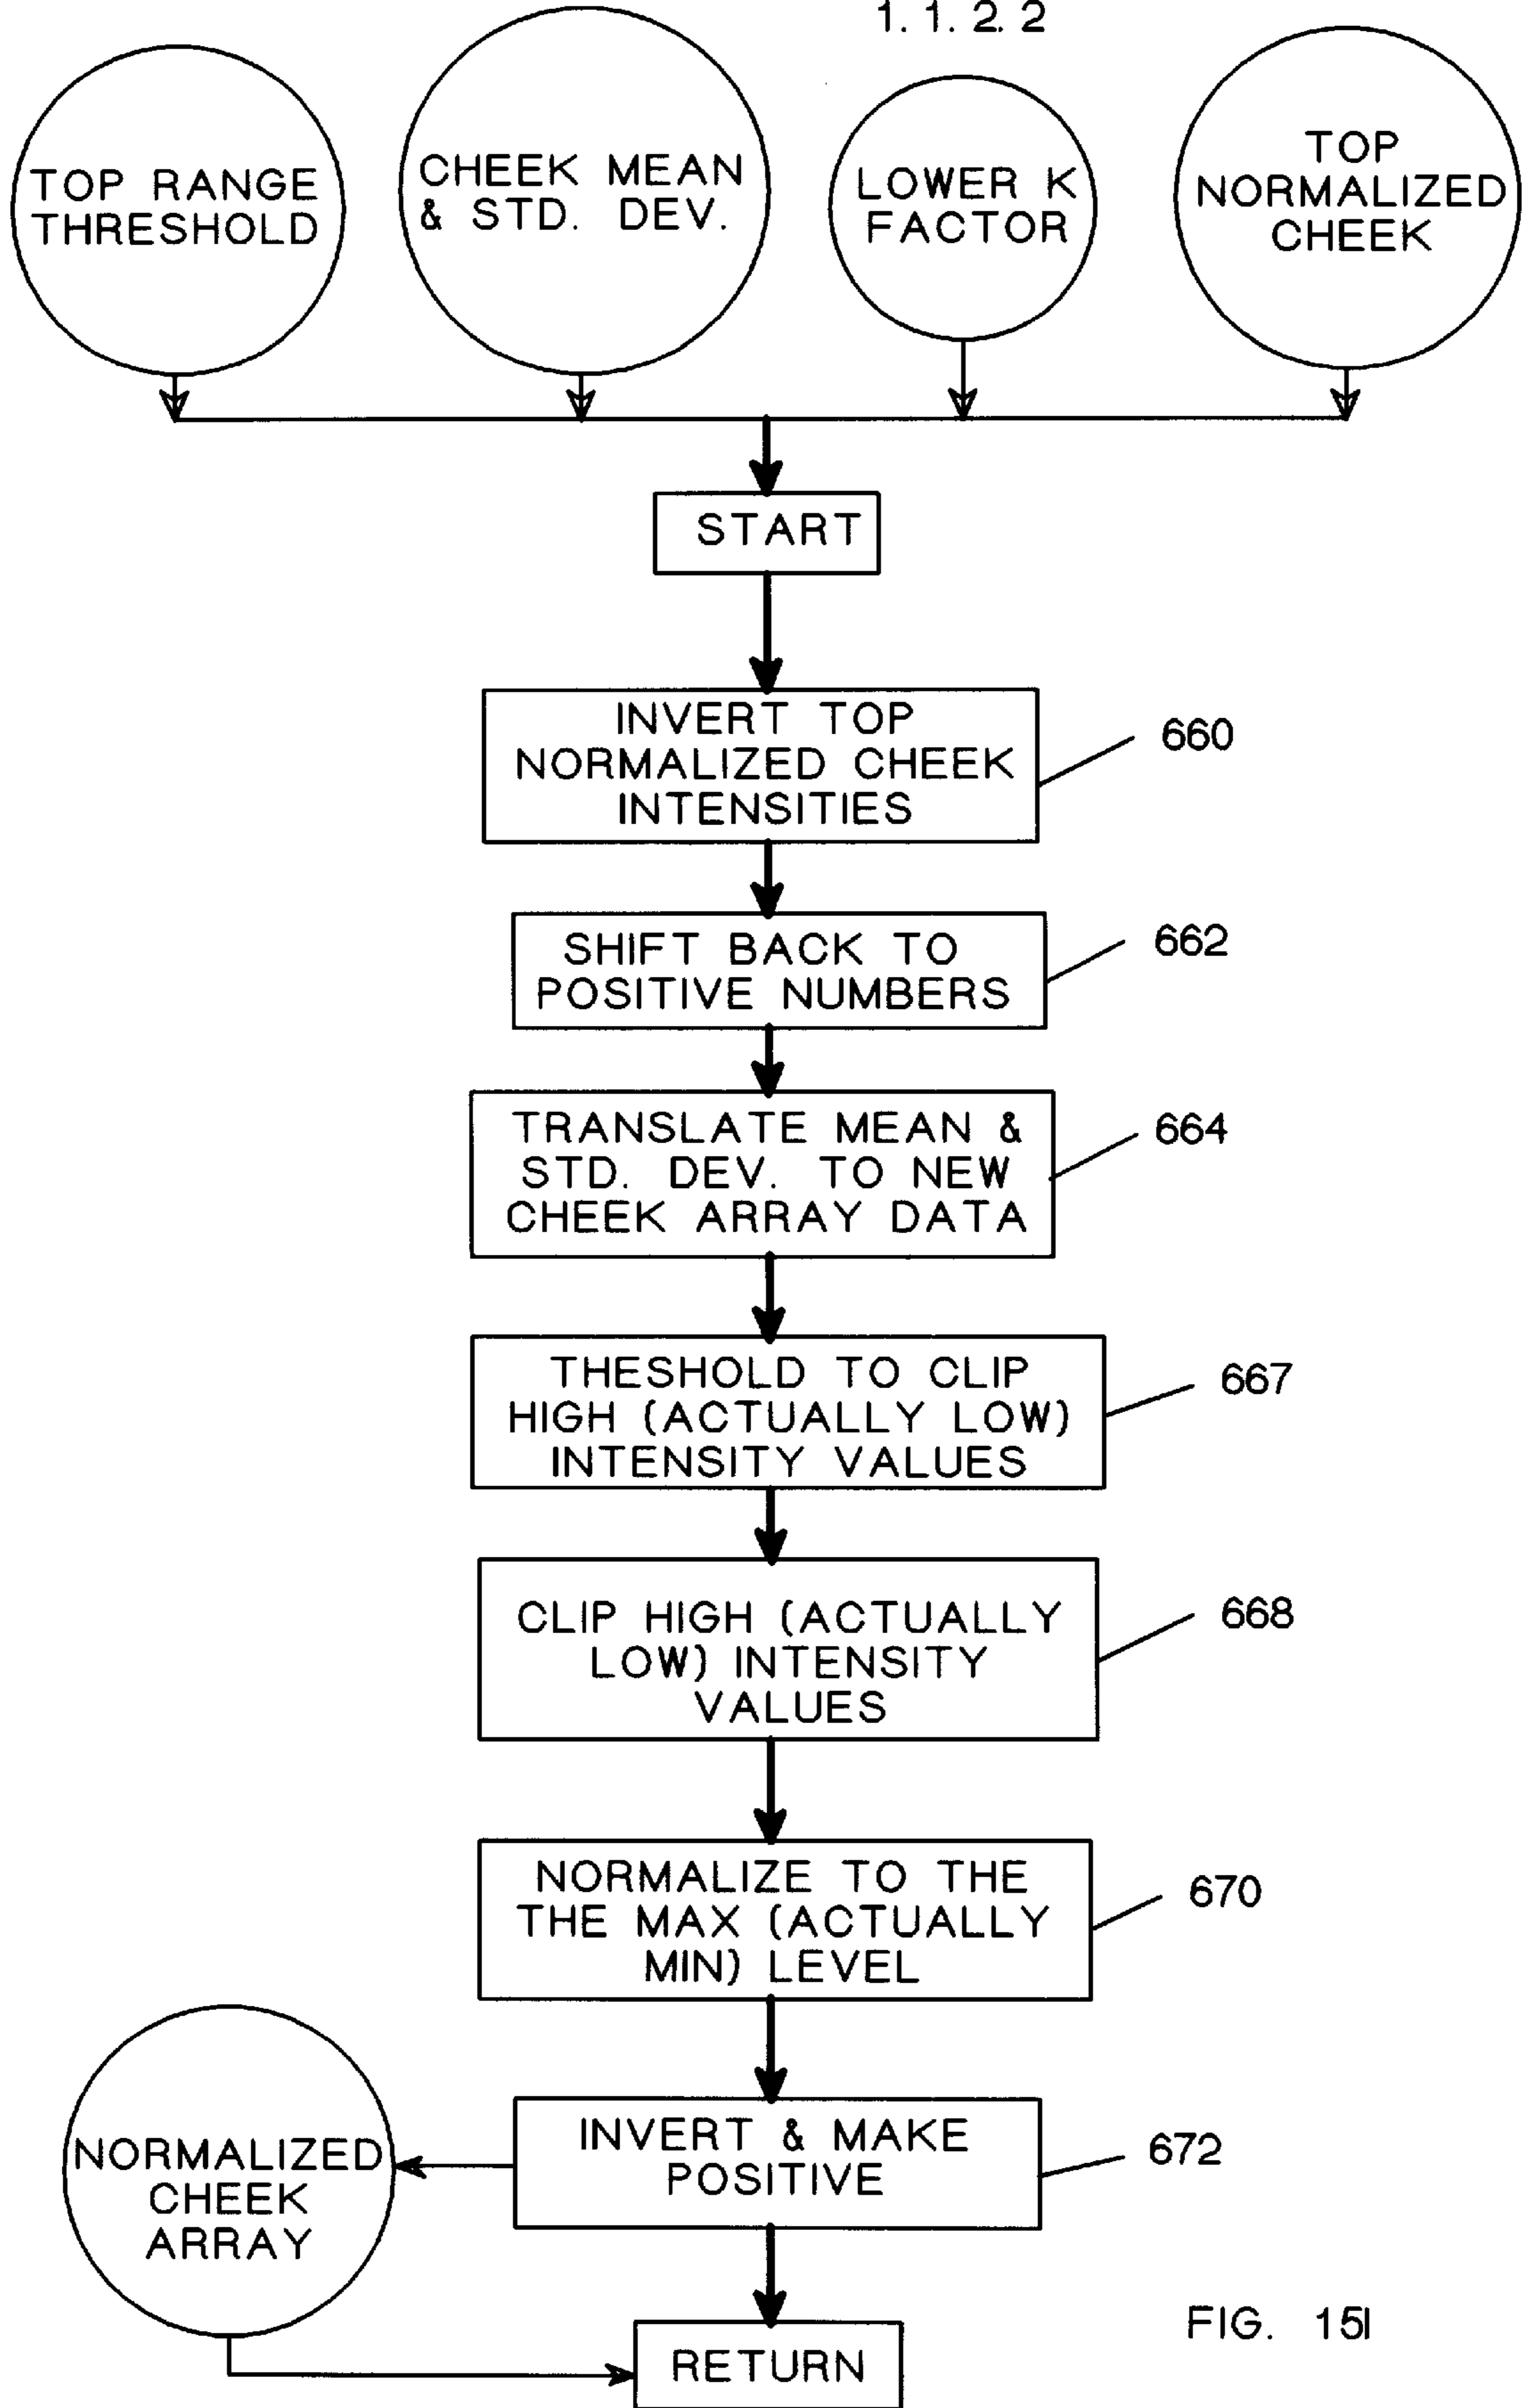 1. 1. 2. 2
TOP RANGE
THRESHOLD
CHEEK MEAN
& STD. DEV.
LOWER K
FACTOR
TOP
NORMALIZED
CHEEK
START
INVERT TOP
NORMALIZED CHEEK
INTENSITIES
660
SHIFT BACK TO
POSITIVE NUMBERS
662
TRANSLATE MEAN &
STD. DEV. TO NEW
CHEEK ARRAY DATA
664
THESHOLD TO CLIP
HIGH (ACTUALLY LOW)
INTENSITY VALUES
667
CLIP HIGH (ACTUALLY
LOW) INTENSITY
VALUES
668
NORMALIZE TO THE
THE MAX (ACTUALLY
MIN) LEVEL
670
INVERT & MAKE
POSITIVE
672
NORMALIZED
CHEEK
ARRAY
RETURN
FIG. 15I